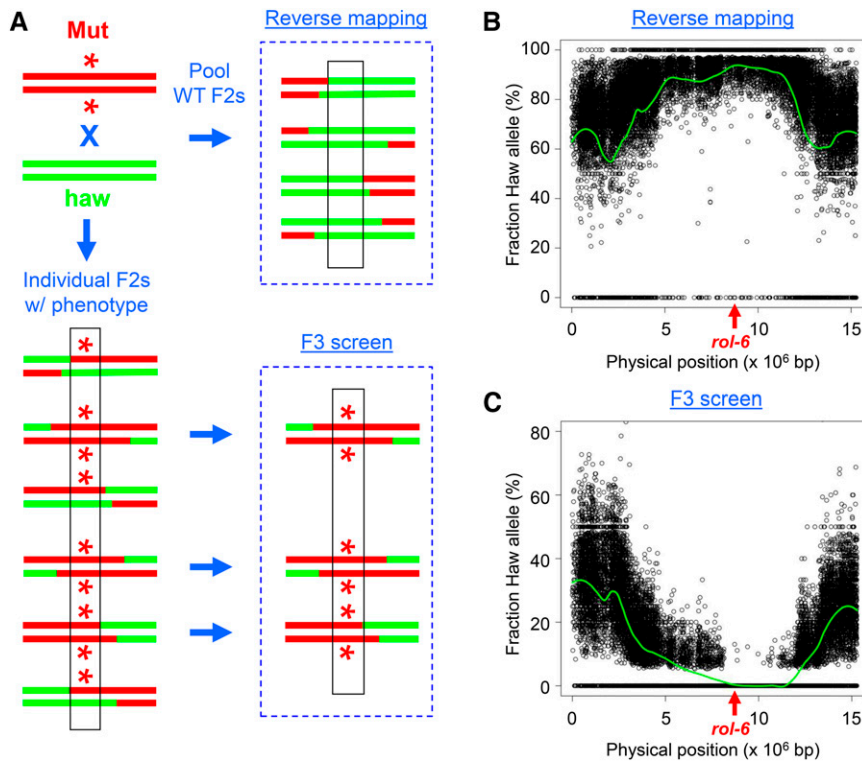 A
Mut
*
*
X
haw
Pool
WT F2s
Reverse mapping
Individual F2s
w/ phenotype
*
*
*
*
*
*
*
*
*
F3 screen
*
*
*
*
*
*
B
Reverse mapping
Fraction Haw allele (%)
100
80
60
40
20
0
0 5 10 15
rol-6
Physical position (x 10⁶ bp)
C
F3 screen
Fraction Haw allele (%)
80
60
40
20
0
0 5 10 15
rol-6
Physical position (x 10⁶ bp)